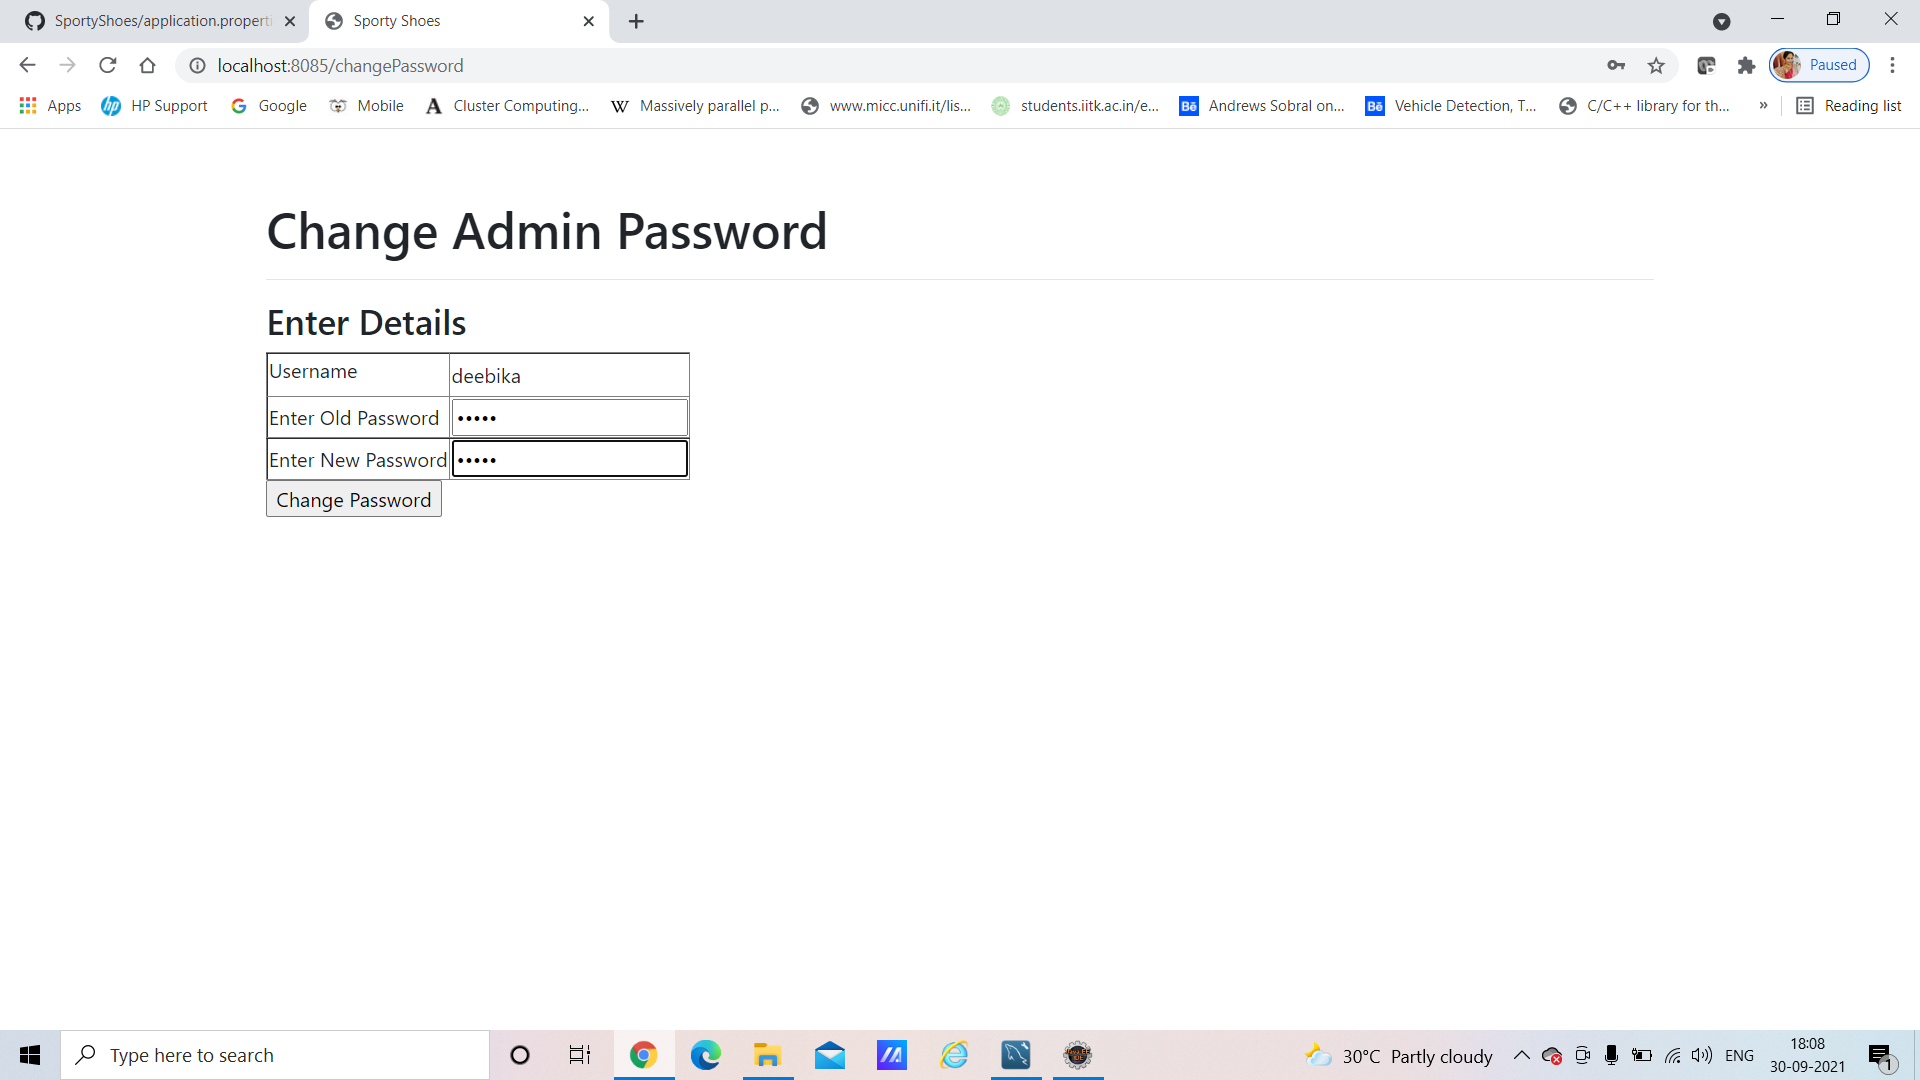 SportyShoes/application.properti
Sporty Shoes
localhost:8085/changePassword
Paused
Apps
HP Support
Google
Mobile
Cluster Computing...
Massively parallel p...
www.micc.unifi.it/lis...
students.iitk.ac.in/e...
Andrews Sobral on...
Vehicle Detection, T...
C/C++ library for th...
»
Reading list
Change Admin Password
Enter Details
Username deebika
Enter Old Password •••••
Enter New Password •••••
Change Password
Type here to search
30°C Partly cloudy
ENG
18:08
30-09-2021
1